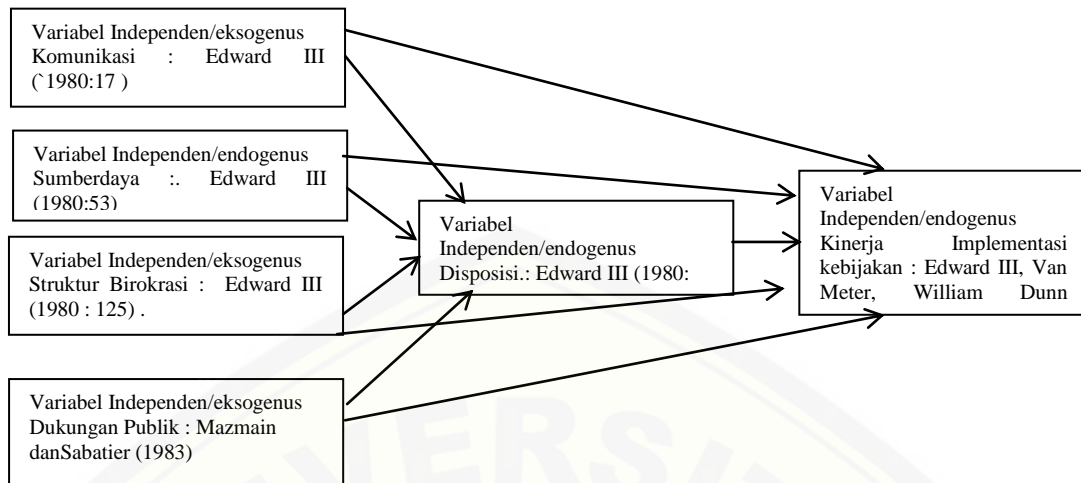 Variabel Independen/eksogenus
Komunikasi : Edward III
(`1980:17 )
Variabel Independen/endogenus
Sumberdaya :. Edward III
(1980:53)
Variabel Independen/eksogenus
Struktur Birokrasi : Edward III
(1980 : 125) .
Variabel Independen/eksogenus
Dukungan Publik : Mazmain
danSabatier (1983)
Variabel
Independen/endogenus
Disposisi.: Edward III (1980:
Variabel
Independen/endogenus
Kinerja Implementasi
kebijakan : Edward III, Van
Meter, William Dunn